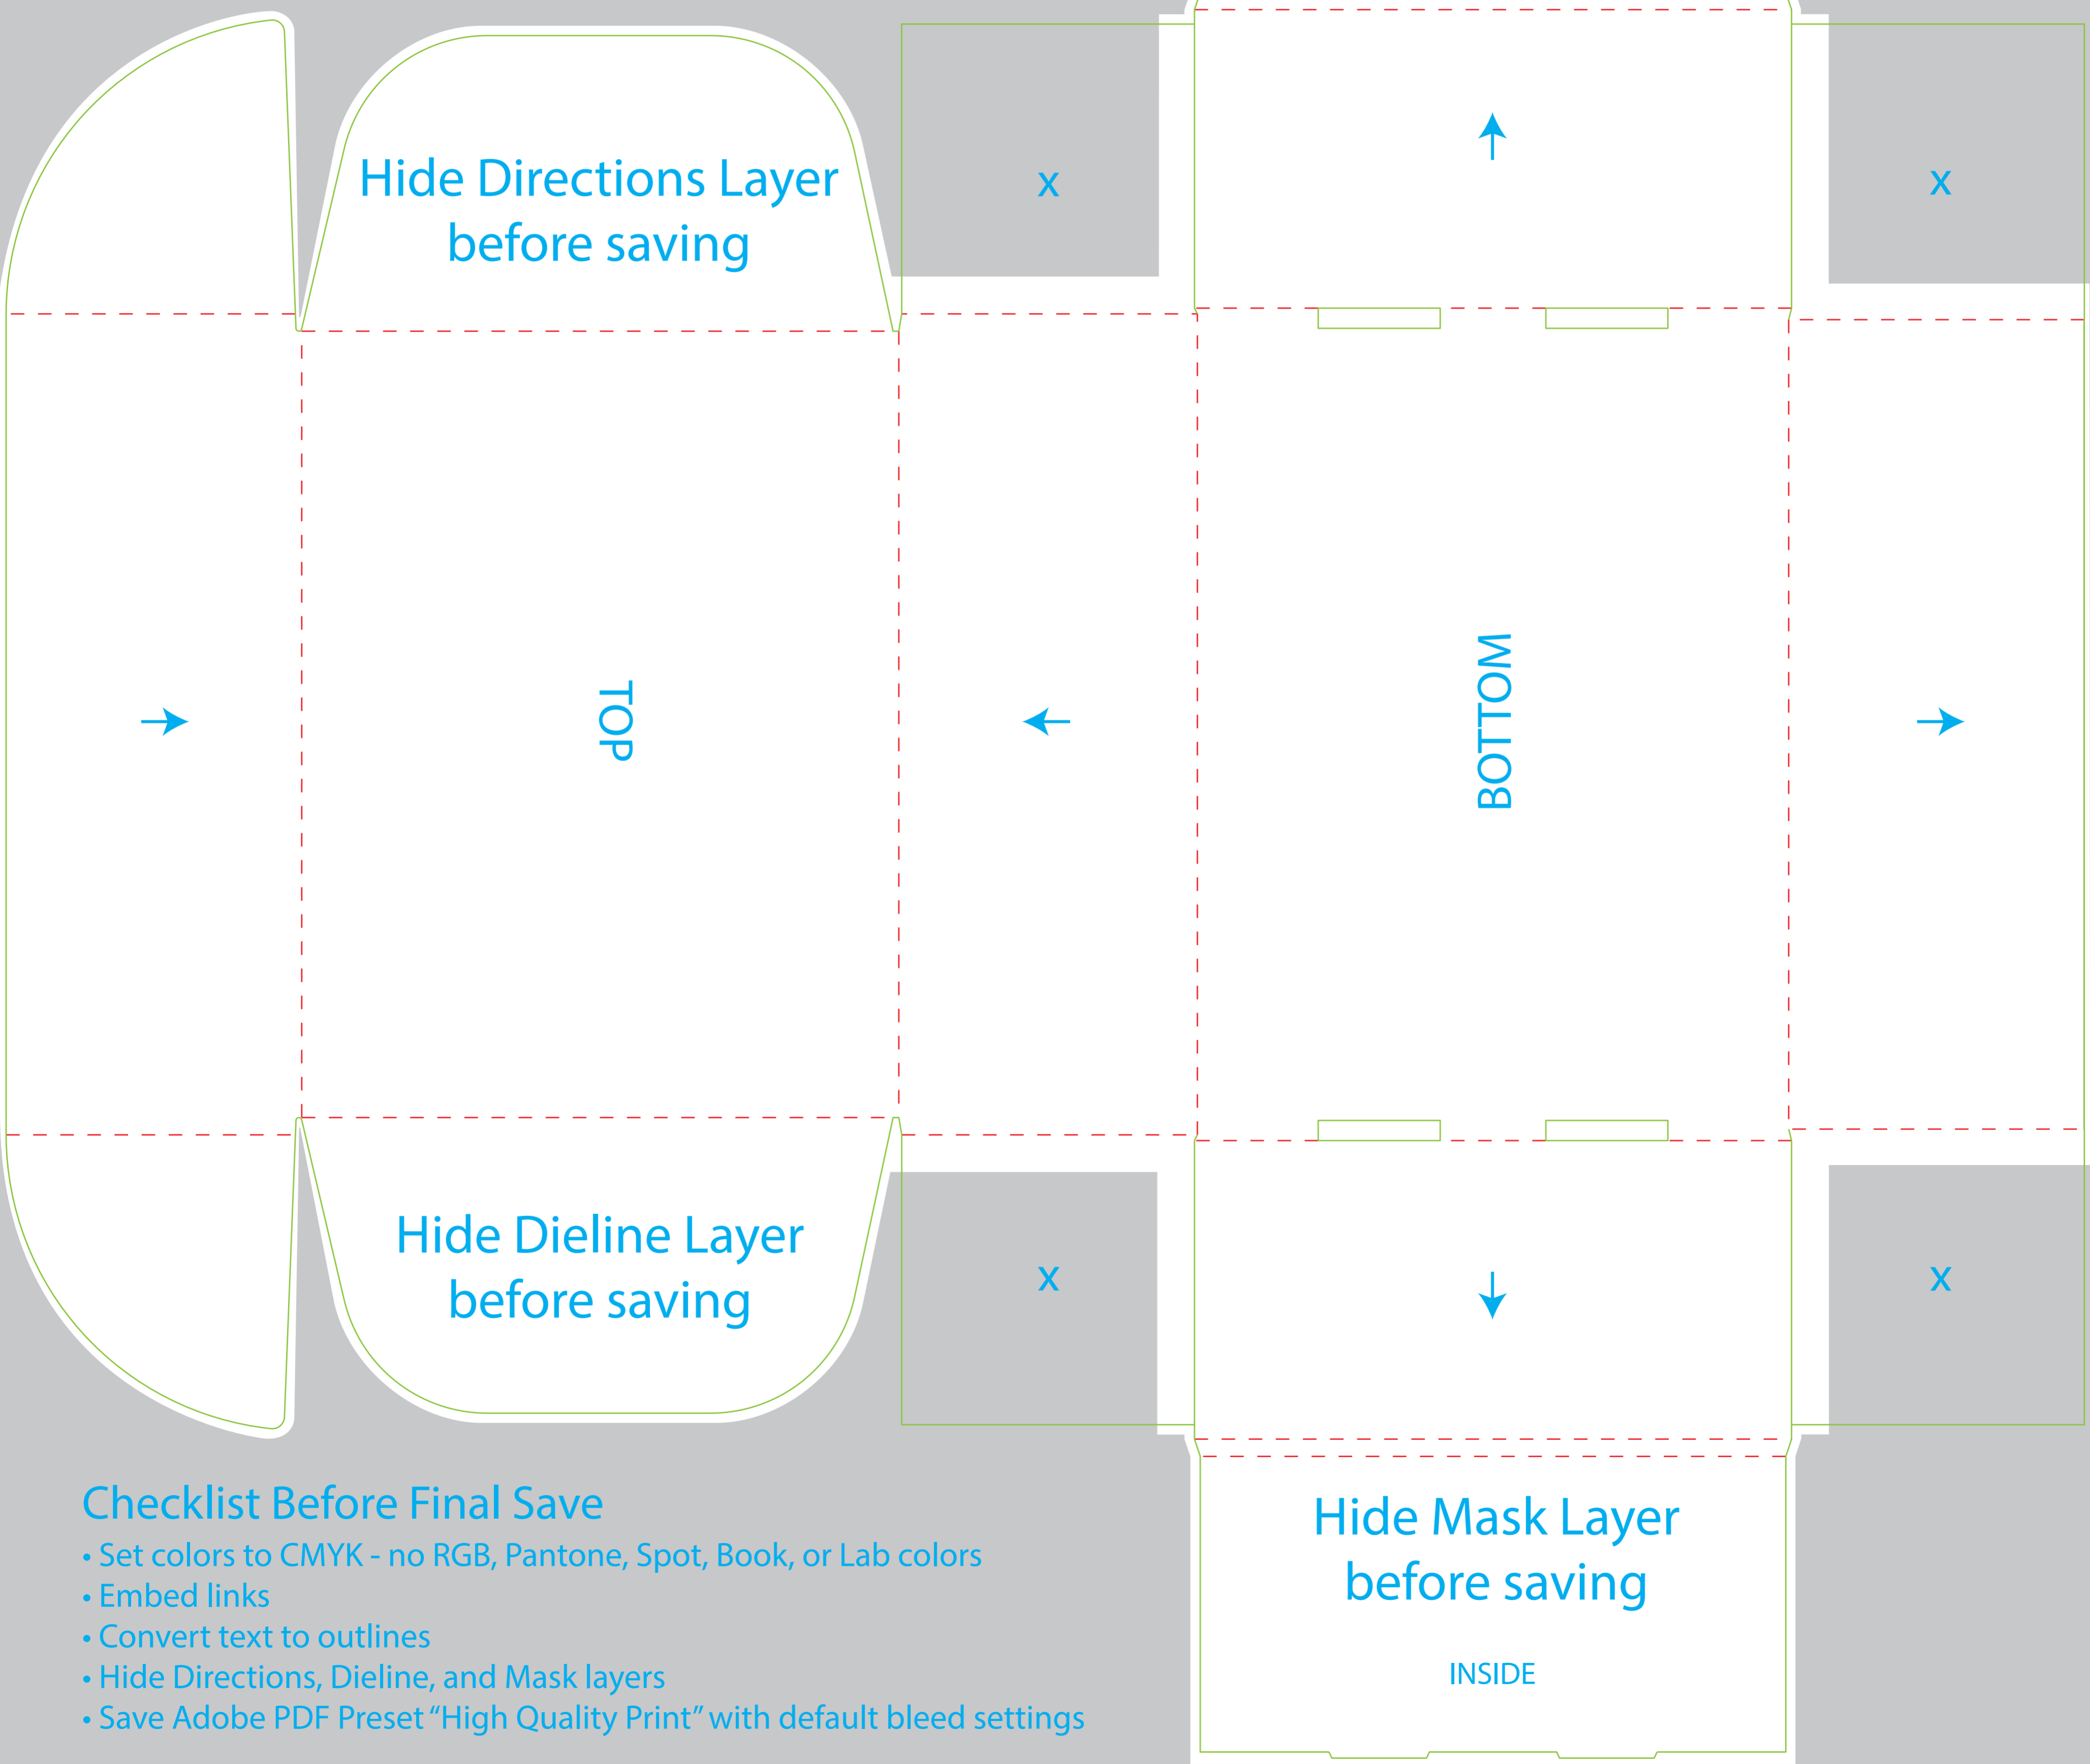 Hide Directions Layer
before saving
x
x
TOP
BOTTOM
Hide Dieline Layer
before saving
x
x
Hide Mask Layer
before saving
INSIDE
Checklist Before Final Save
• Set colors to CMYK - no RGB, Pantone, Spot, Book, or Lab colors
• Embed links
• Convert text to outlines
• Hide Directions, Dieline, and Mask layers
• Save Adobe PDF Preset “High Quality Print” with default bleed settings